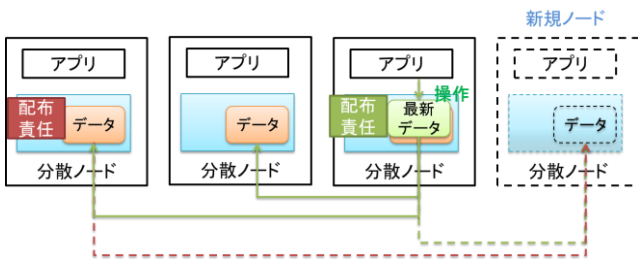 新規ノード
アプリ
アプリ
アプリ
アプリ
操作
配布
責任
データ
データ
配布
責任
最新
データ
データ
分散ノード
分散ノード
分散ノード
分散ノード